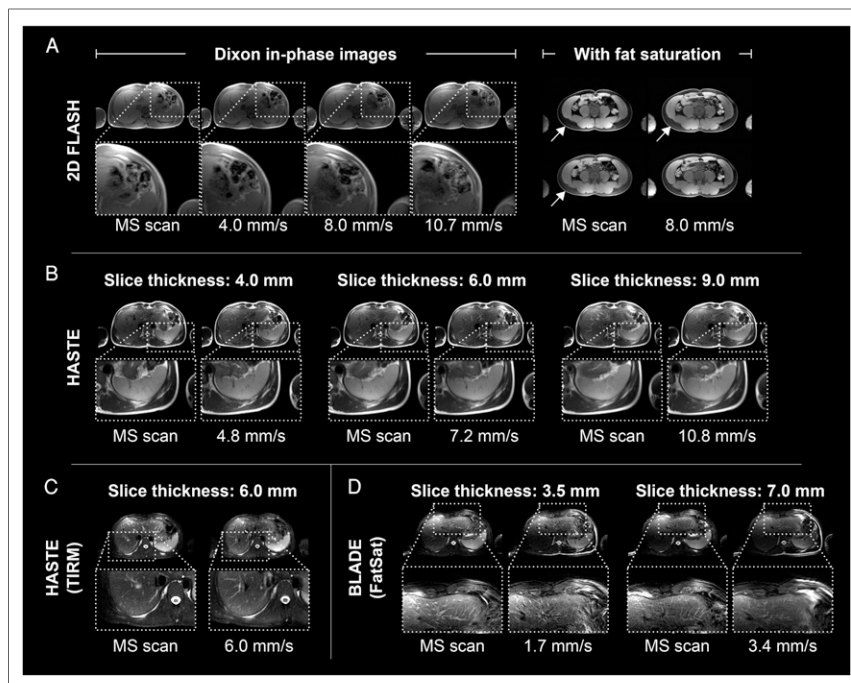 A
Dixon in-phase images
With fat saturation
2D FLASH
MS scan
4.0 mm/s
8.0 mm/s
10.7 mm/s
MS scan
8.0 mm/s
B
Slice thickness: 4.0 mm
Slice thickness: 6.0 mm
Slice thickness: 9.0 mm
HASTE
MS scan
4.8 mm/s
MS scan
7.2 mm/s
MS scan
10.8 mm/s
C
Slice thickness: 6.0 mm
HASTE
(TIRM)
MS scan
6.0 mm/s
D
Slice thickness: 3.5 mm
Slice thickness: 7.0 mm
BLADE
(FatSat)
MS scan
1.7 mm/s
MS scan
3.4 mm/s